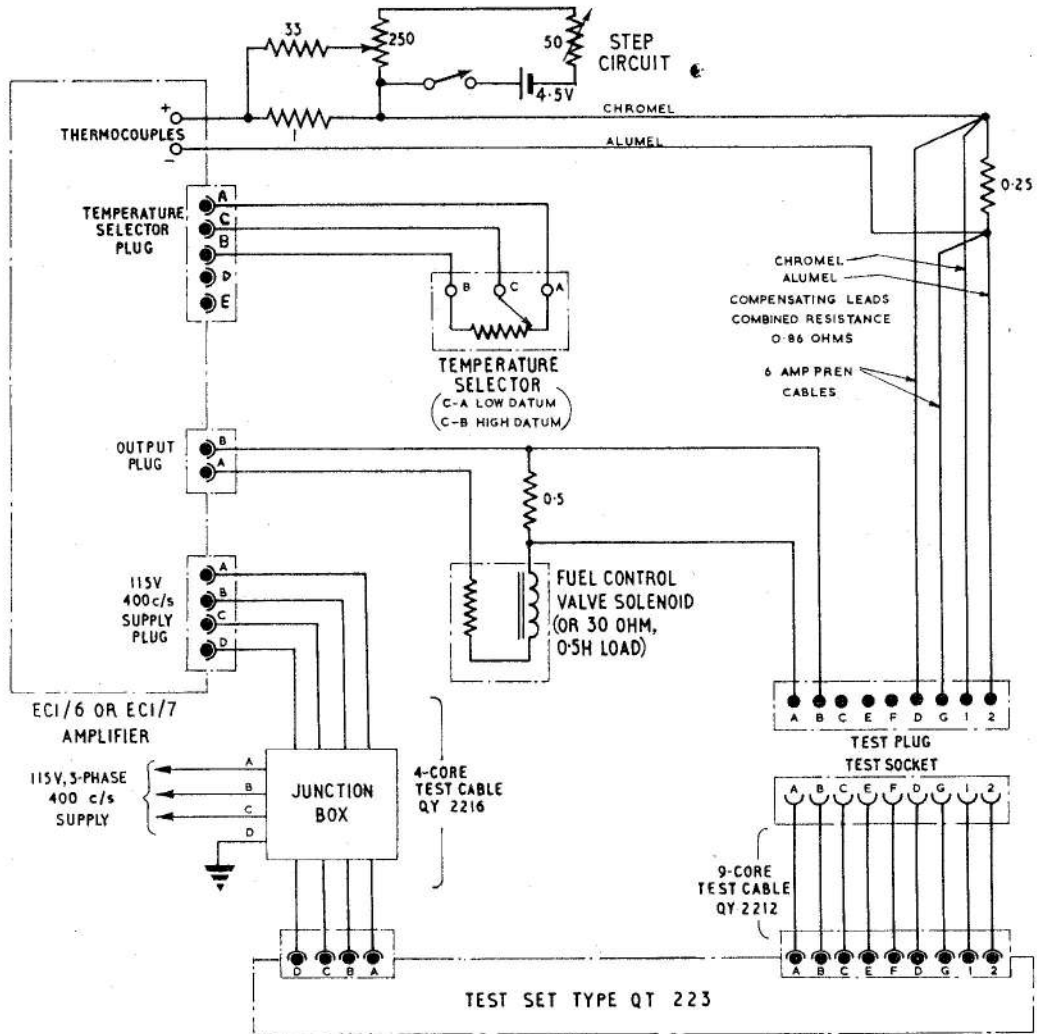 33
250
50
STEP
CIRCUIT
4·5V
+
THERMOCOUPLES
−
1
CHROMEL
ALUMEL
0·25
TEMPERATURE
SELECTOR
PLUG
A
C
B
D
E
B C A
TEMPERATURE
SELECTOR
(C-A LOW DATUM
C-B HIGH DATUM)
CHROMEL
ALUMEL
COMPENSATING LEADS
COMBINED RESISTANCE
0·86 OHMS
6 AMP PREN
CABLES
OUTPUT
PLUG
B
A
0·5
115V
400 c/s
SUPPLY
PLUG
A
B
C
D
FUEL CONTROL
VALVE SOLENOID
(OR 30 OHM,
0·5H LOAD)
EC1/6 OR EC1/7
AMPLIFIER
A B C E F D G 1 2
TEST PLUG
TEST SOCKET
A B C E F D G 1 2
115V, 3-PHASE
400 c/s
SUPPLY
A
B
C
D
JUNCTION
BOX
4-CORE
TEST CABLE
QY 2216
9-CORE
TEST CABLE
QY 2212
D C B A
A B C E F D G 1 2
TEST SET TYPE QT 223